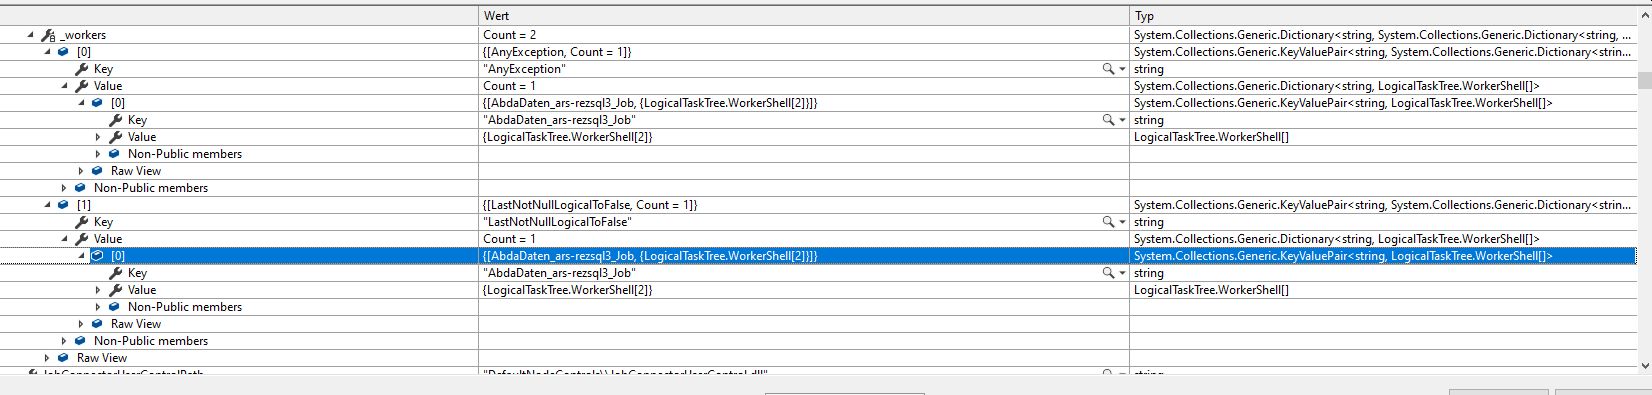 Wert Typ
_workers Count = 2 System.Collections.Generic.Dictionary<string, System.Collections.Generic.Dictionary<string, ...
[0] {[AnyException, Count = 1]} System.Collections.Generic.KeyValuePair<string, System.Collections.Generic.Dictionary<strin...
Key "AnyException" string
Value Count = 1 System.Collections.Generic.Dictionary<string, LogicalTaskTree.WorkerShell[]>
[0] {[AbdaDaten_ars-rezsql3_Job, {LogicalTaskTree.WorkerShell[2]}]} System.Collections.Generic.KeyValuePair<string, LogicalTaskTree.WorkerShell[]>
Key "AbdaDaten_ars-rezsql3_Job" string
Value {LogicalTaskTree.WorkerShell[2]} LogicalTaskTree.WorkerShell[]
Non-Public members
Raw View
Non-Public members
[1] {[LastNotNullLogicalToFalse, Count = 1]} System.Collections.Generic.KeyValuePair<string, System.Collections.Generic.Dictionary<strin...
Key "LastNotNullLogicalToFalse" string
Value Count = 1 System.Collections.Generic.Dictionary<string, LogicalTaskTree.WorkerShell[]>
[0] {[AbdaDaten_ars-rezsql3_Job, {LogicalTaskTree.WorkerShell[2]}]} System.Collections.Generic.KeyValuePair<string, LogicalTaskTree.WorkerShell[]>
Key "AbdaDaten_ars-rezsql3_Job" string
Value {LogicalTaskTree.WorkerShell[2]} LogicalTaskTree.WorkerShell[]
Non-Public members
Raw View
Non-Public members
Raw View
string